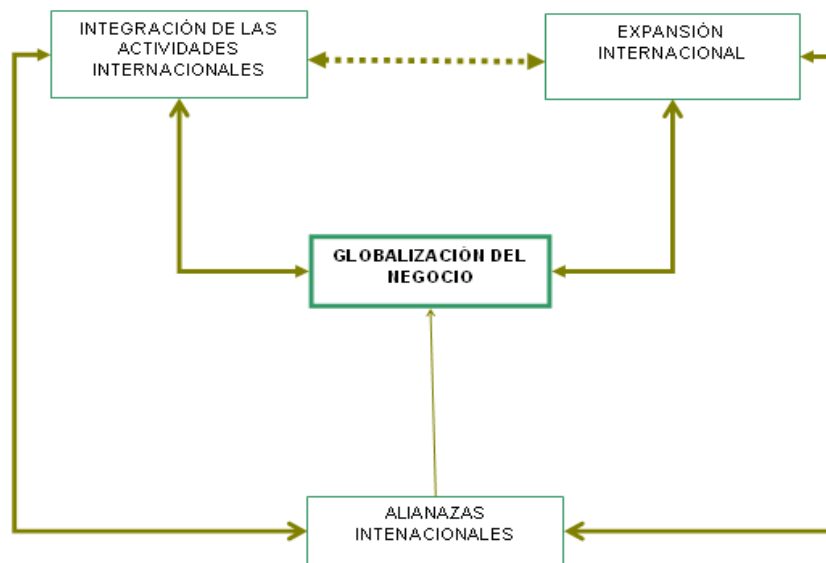 INTEGRACIÓN DE LAS
ACTIVIDADES
INTERNACIONALES
EXPANSIÓN
INTERNACIONAL
GLOBALIZACIÓN DEL
NEGOCIO
ALIANAZAS
INTENACIONALES